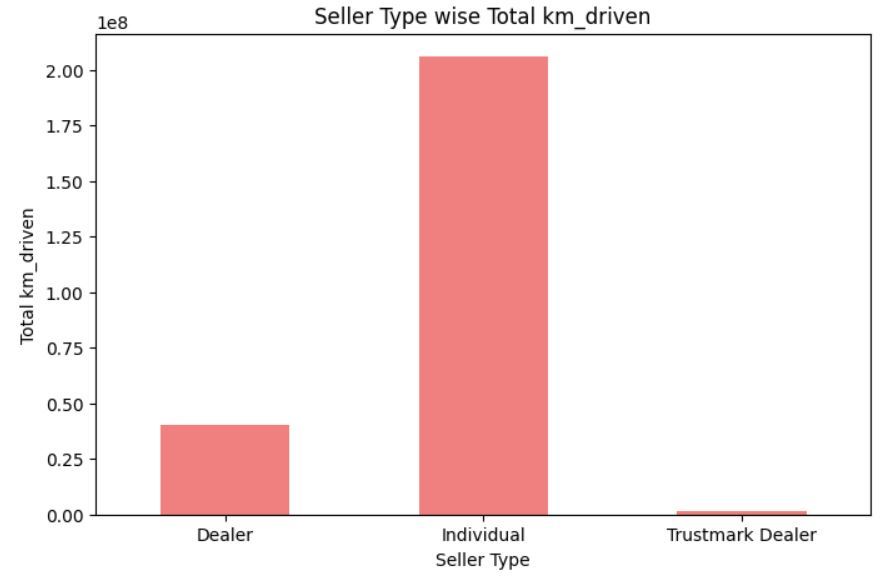 Seller Type wise Total km_driven
1e8
2.00
1.75
1.50
1.25
1.00
0.75
0.50
0.25
0.00
Total km_driven
Dealer Individual Trustmark Dealer
Seller Type